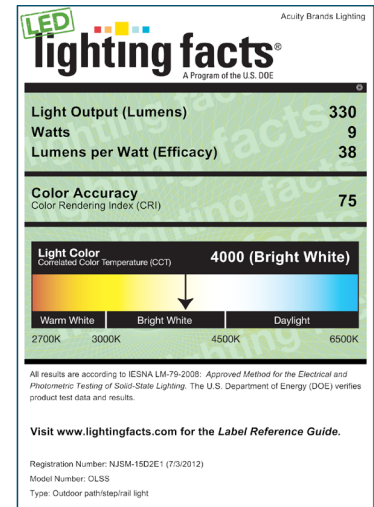 Acuity Brands Lighting
LED
lighting facts®
A Program of the U.S. DOE
Light Output (Lumens) 330
Watts 9
Lumens per Watt (Efficacy) 38
Color Accuracy
Color Rendering Index (CRI) 75
Light Color
Correlated Color Temperature (CCT) 4000 (Bright White)
Warm White Bright White Daylight
2700K 3000K 4500K 6500K
All results are according to IESNA LM-79-2008: Approved Method for the Electrical and
Photometric Testing of Solid-State Lighting. The U.S. Department of Energy (DOE) verifies
product test data and results.
Visit www.lightingfacts.com for the Label Reference Guide.
Registration Number: NJSM-15D2E1 (7/3/2012)
Model Number: OLSS
Type: Outdoor path/step/rail light